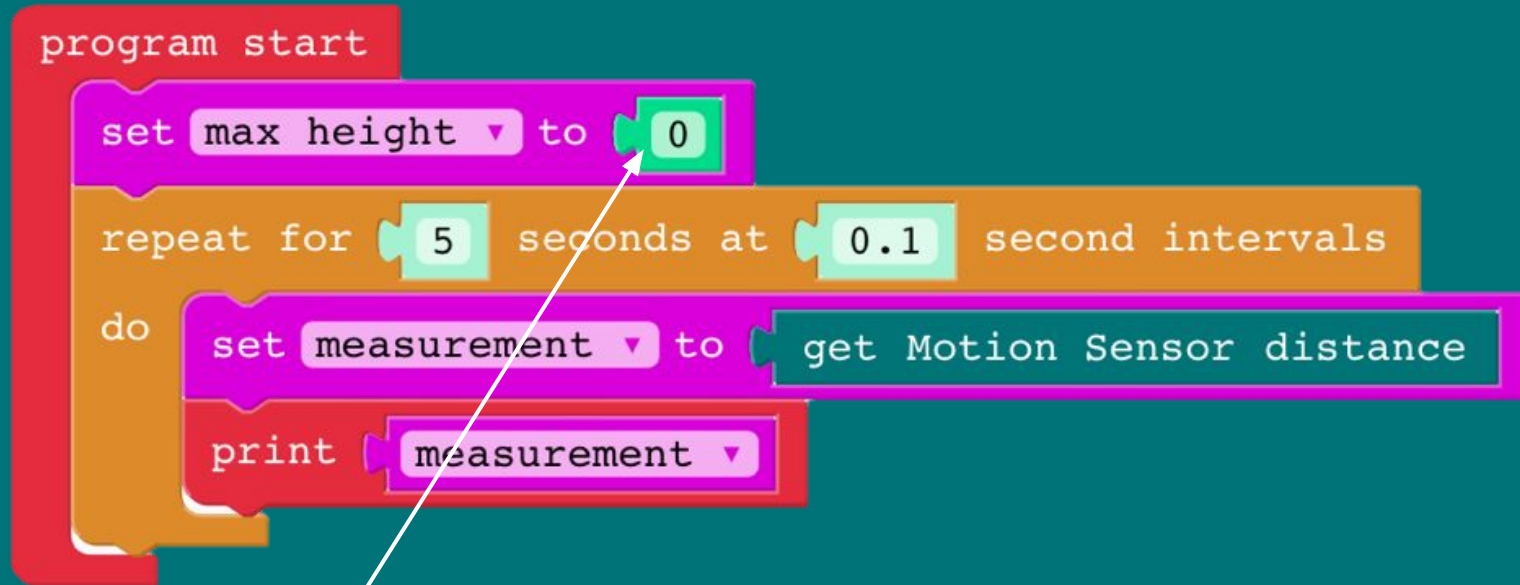 program start
set max height ▼ to 0
repeat for 5 seconds at 0.1 second intervals
do set measurement ▼ to get Motion Sensor distance
print measurement ▼